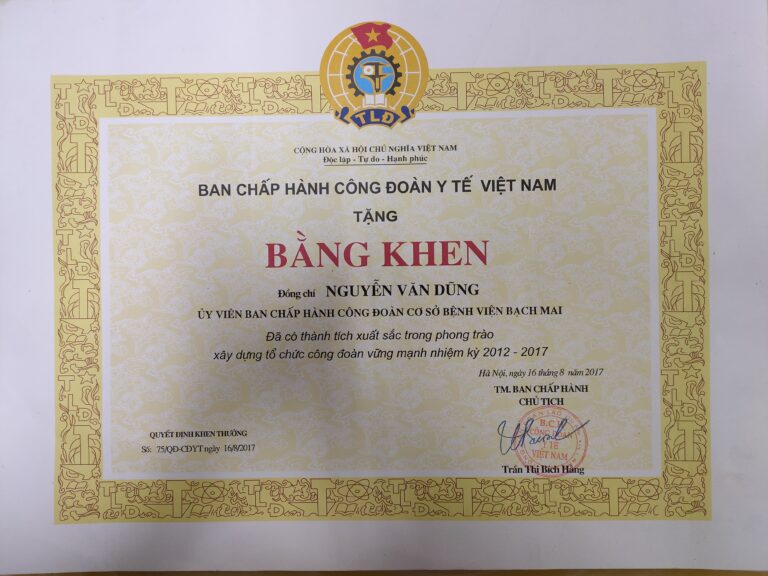 TLĐ
CỘNG HÒA XÃ HỘI CHỦ NGHĨA VIỆT NAM
Độc lập - Tự do - Hạnh phúc
BAN CHẤP HÀNH CÔNG ĐOÀN Y TẾ VIỆT NAM
TẶNG
BẰNG KHEN
Đồng chí NGUYỄN VĂN DŨNG
ỦY VIÊN BAN CHẤP HÀNH CÔNG ĐOÀN CƠ SỞ BỆNH VIỆN BẠCH MAI
Đã có thành tích xuất sắc trong phong trào
xây dựng tổ chức công đoàn vững mạnh nhiệm kỳ 2012 - 2017
Hà Nội, ngày 16 tháng 8 năm 2017
TM. BAN CHẤP HÀNH
CHỦ TỊCH
B.C.H
CÔNG ĐOÀN
Y TẾ
VIỆT NAM
Trần Thị Bích Hằng
QUYẾT ĐỊNH KHEN THƯỞNG
Số: 75/QĐ-CĐYT ngày 16/8/2017